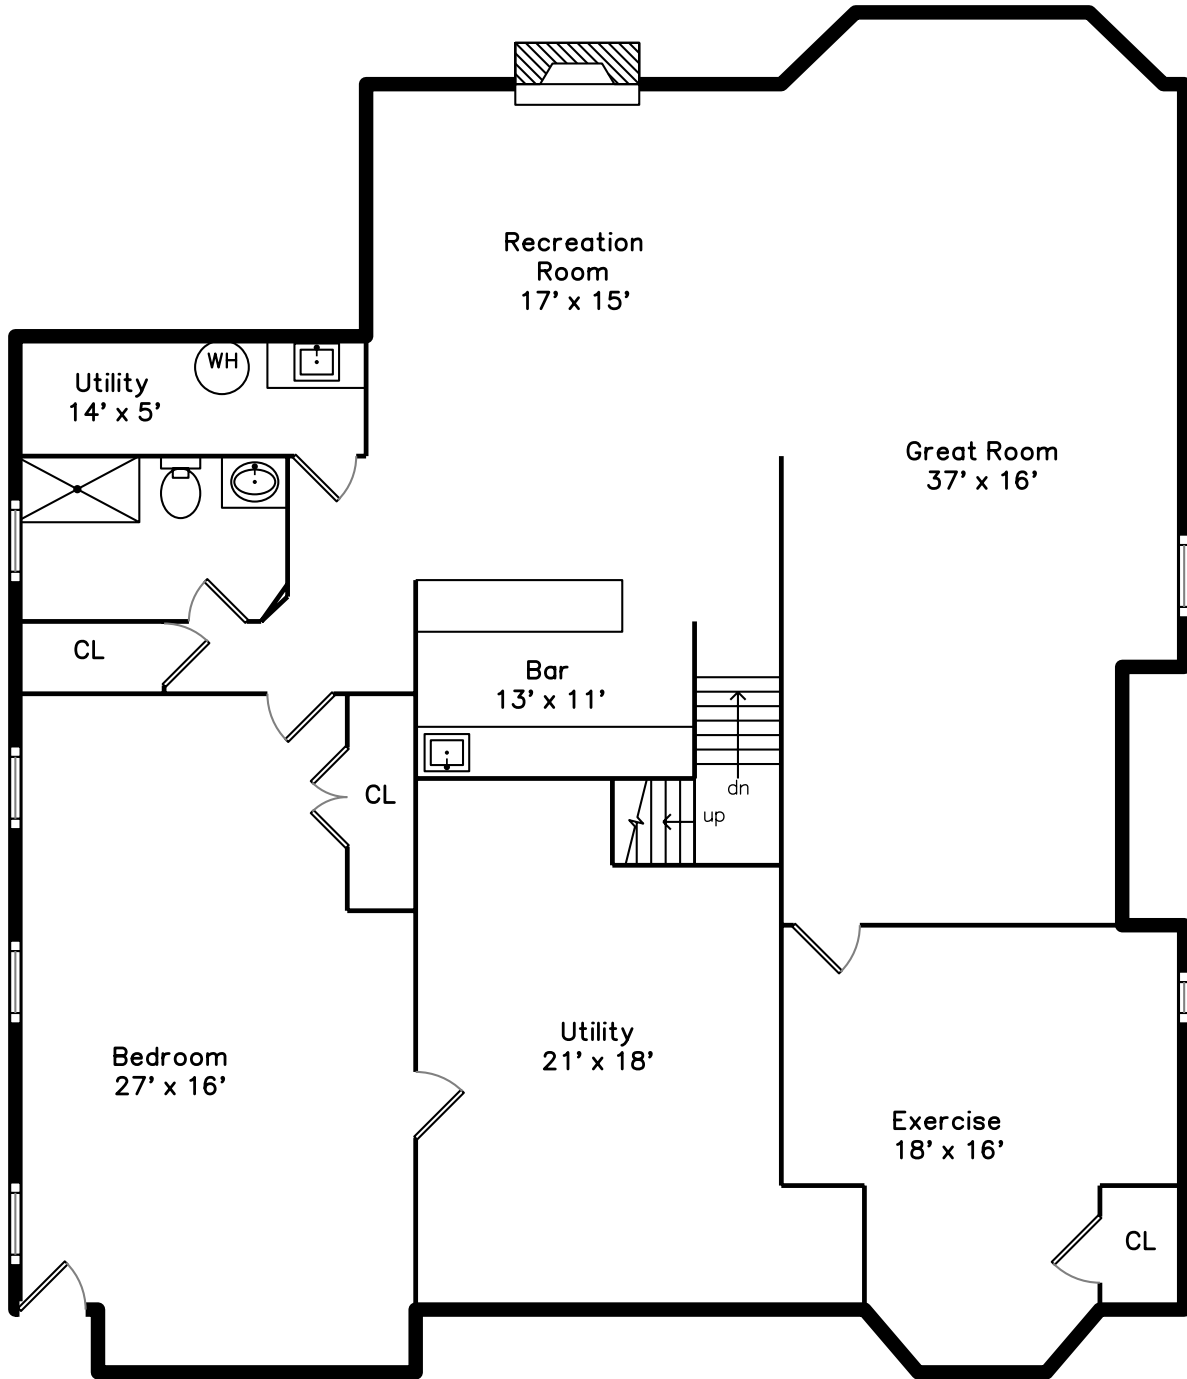 Recreation
Room
17' x 15'
WH
Utility
14' x 5'
Great Room
37' x 16'
CL
Bar
13' x 11'
CL
dn
up
Utility
21' x 18'
Bedroom
27' x 16'
Exercise
18' x 16'
CL